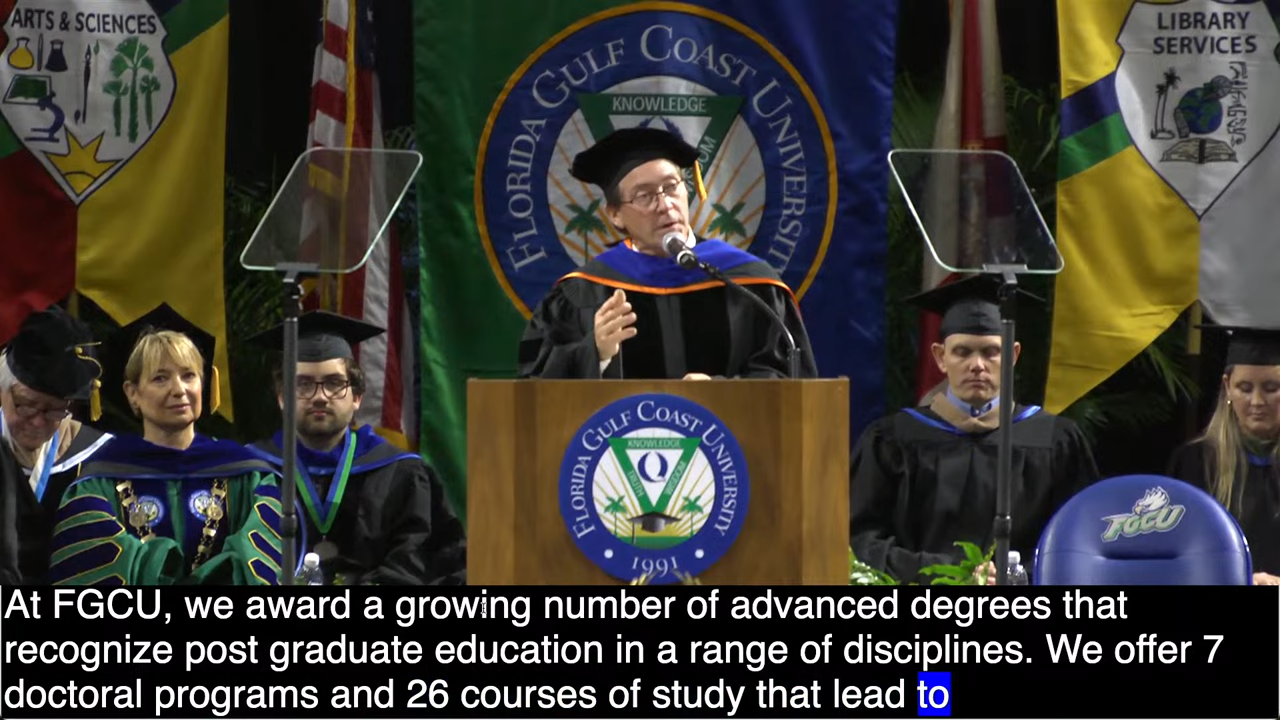 ARTS & SCIENCES
LIBRARY
SERVICES
FLORIDA GULF COAST UNIVERSITY
KNOWLEDGE
FLORIDA GULF COAST UNIVERSITY
KNOWLEDGE
TRUTH
FREEDOM
1991
FGCU
At FGCU, we award a growing number of advanced degrees that
recognize post graduate education in a range of disciplines. We offer 7
doctoral programs and 26 courses of study that lead to